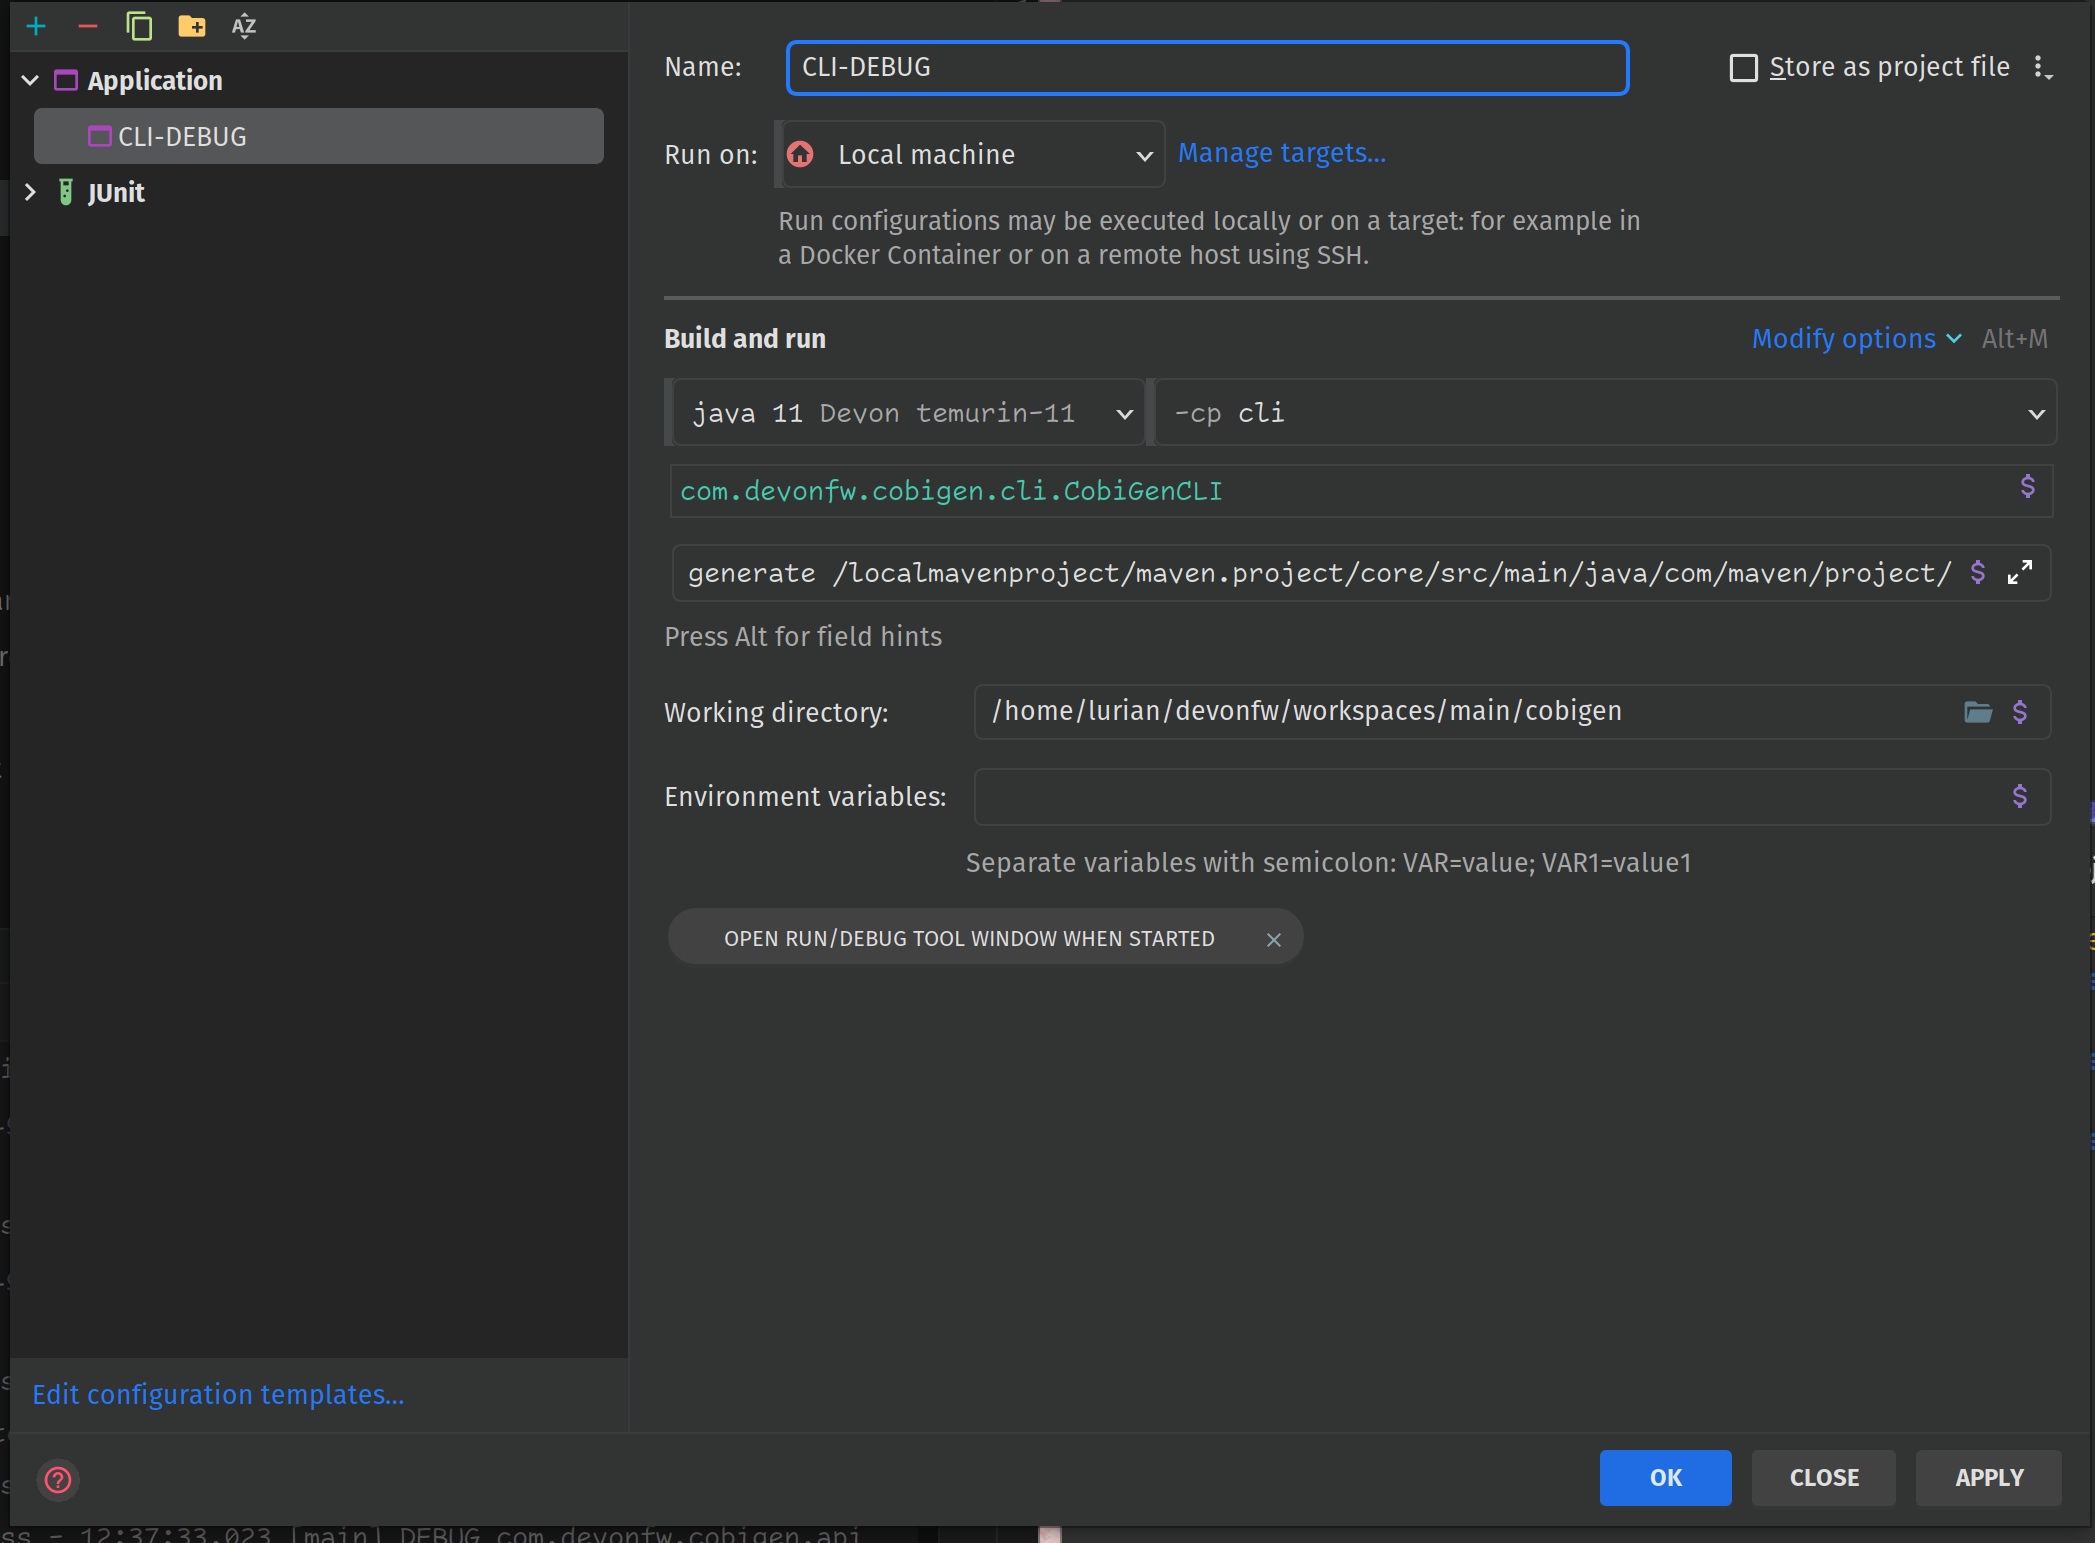 Application
CLI-DEBUG
JUnit
Edit configuration templates...
Name: CLI-DEBUG
Store as project file
Run on: Local machine Manage targets...
Run configurations may be executed locally or on a target: for example in
a Docker Container or on a remote host using SSH.
Build and run
Modify options Alt+M
java 11 Devon temurin-11
-cp cli
com.devonfw.cobigen.cli.CobiGenCLI
generate /localmavenproject/maven.project/core/src/main/java/com/maven/project/
Press Alt for field hints
Working directory: /home/lurian/devonfw/workspaces/main/cobigen
Environment variables:
Separate variables with semicolon: VAR=value; VAR1=value1
OPEN RUN/DEBUG TOOL WINDOW WHEN STARTED
OK CLOSE APPLY
ss - 12:37:33.023 [main] DEBUG com.devonfw.cobigen.api